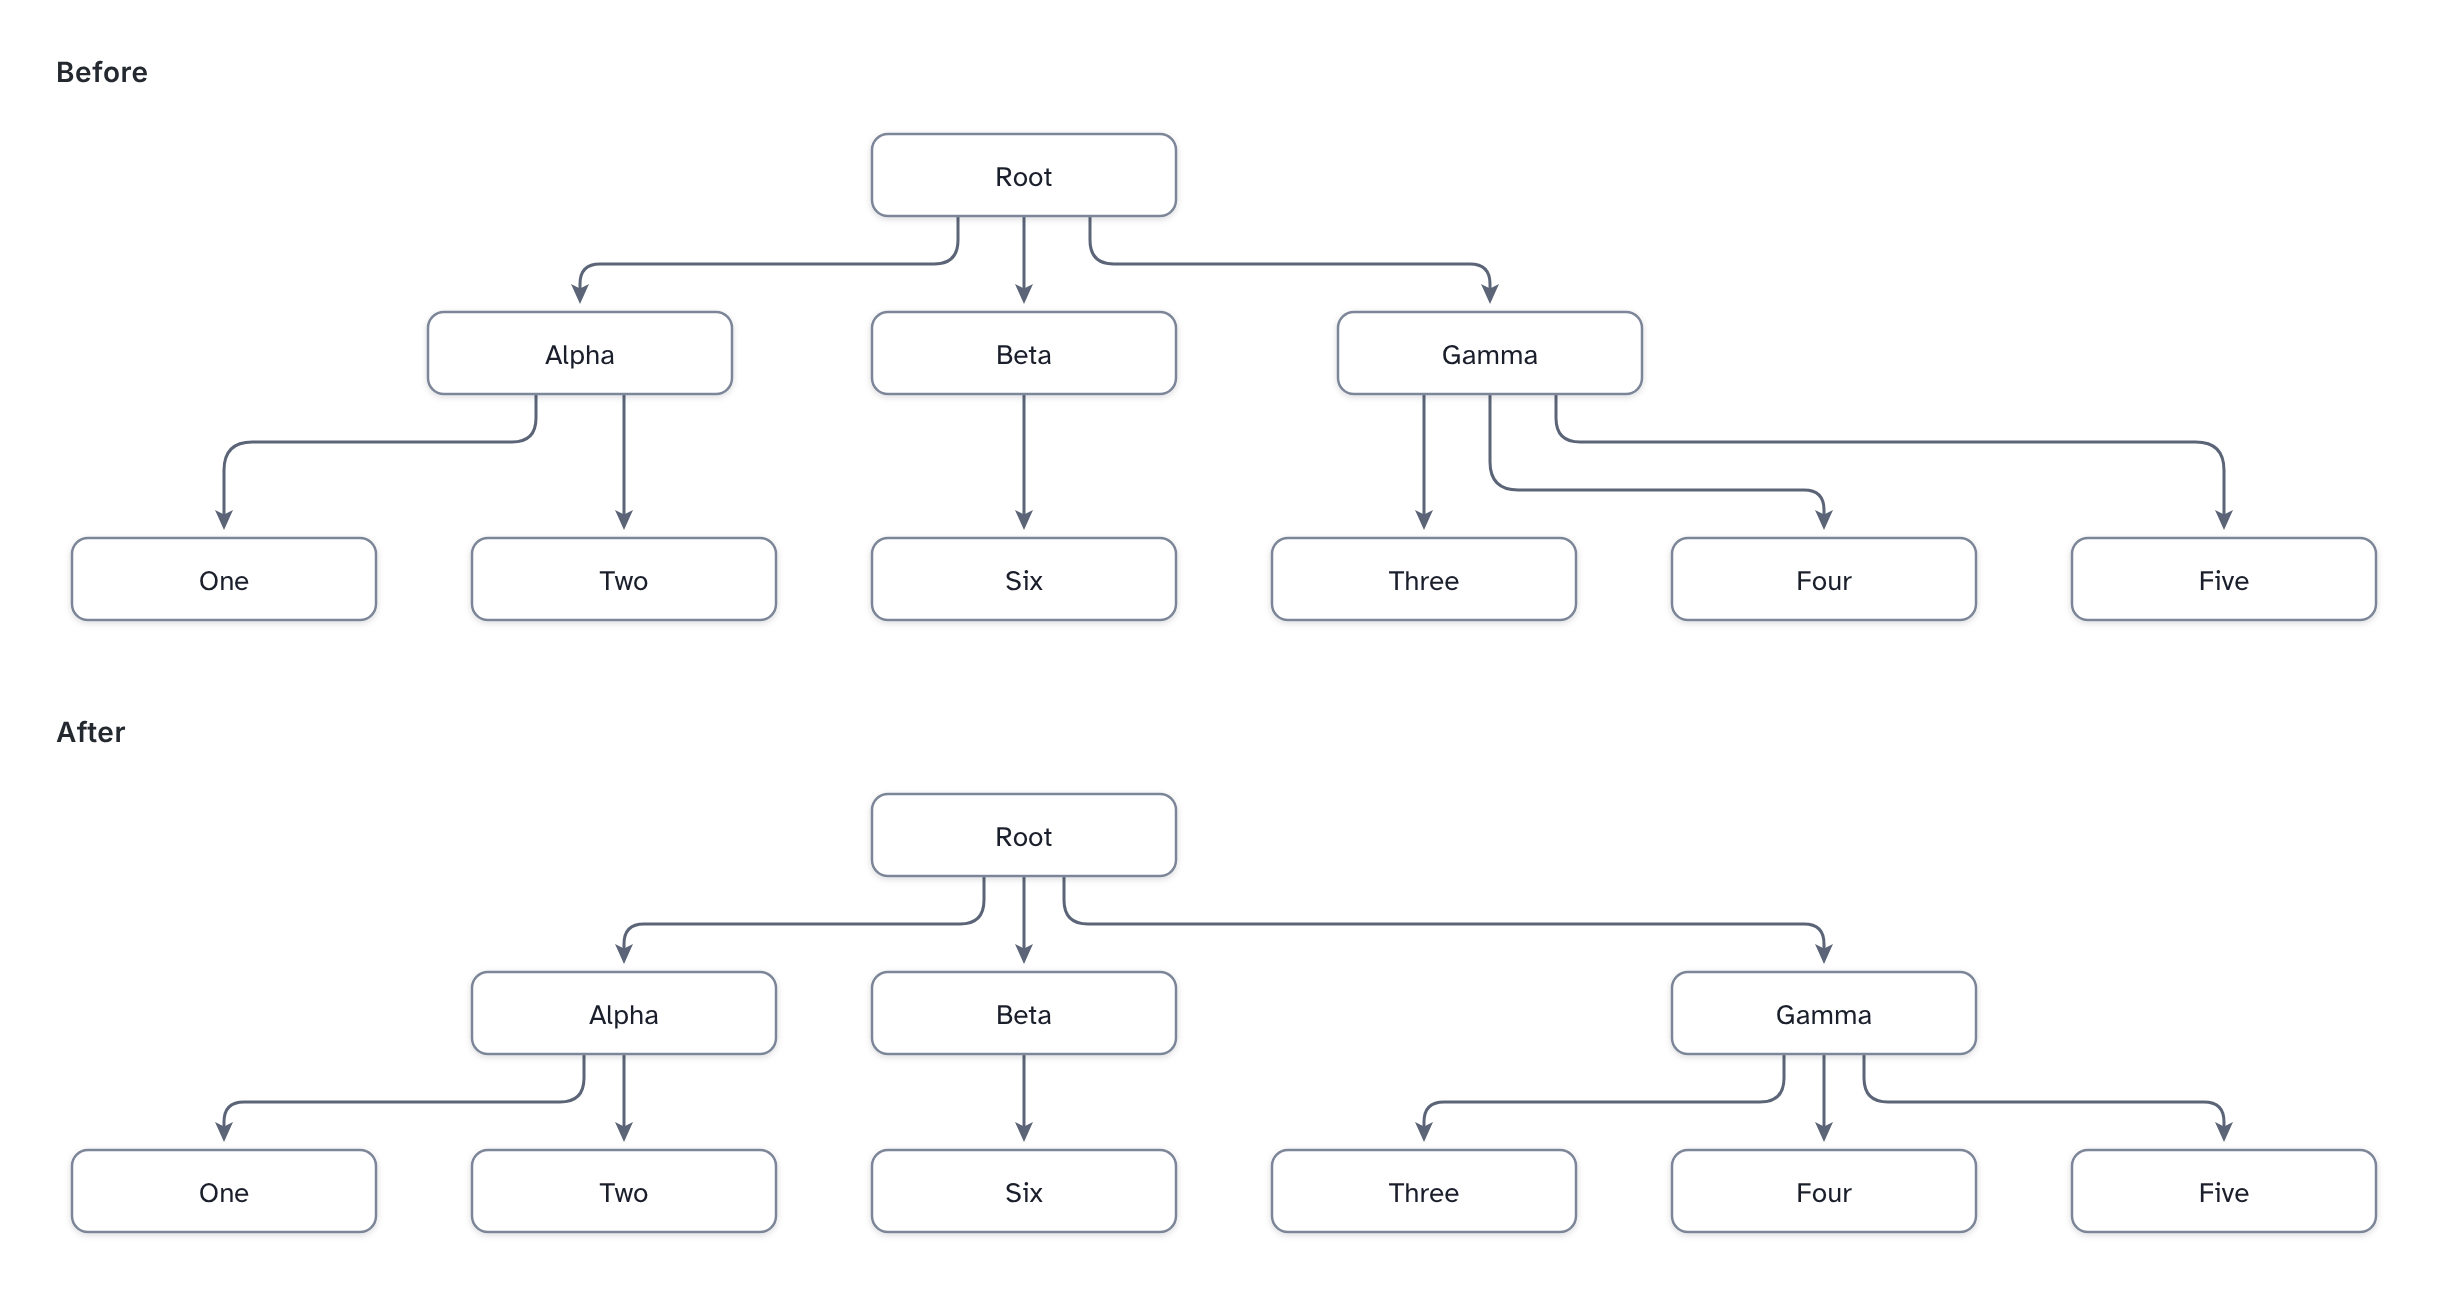 Before
Root
Alpha
Beta
Gamma
One
Two
Six
Three
Four
Five
After
Root
Alpha
Beta
Gamma
One
Two
Six
Three
Four
Five